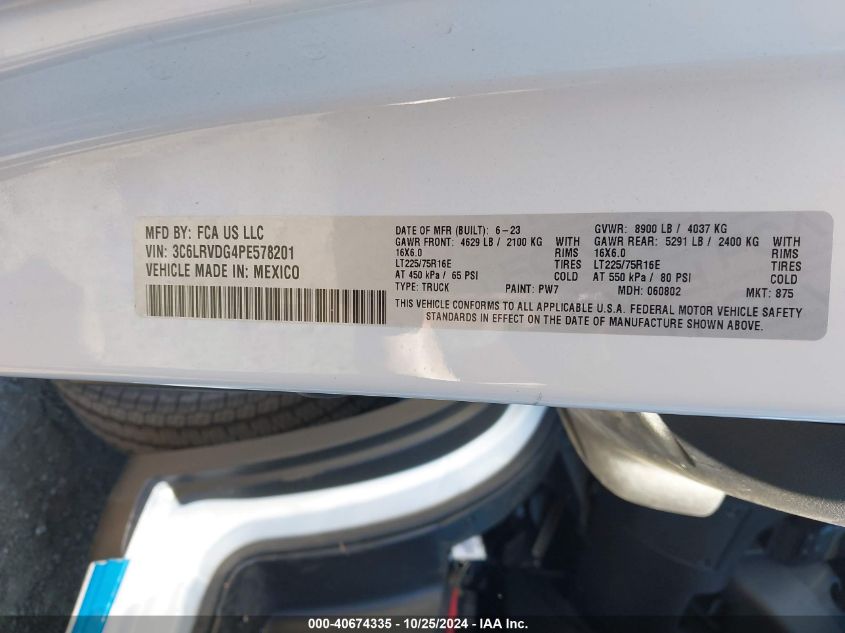 MFD BY: FCA US LLC
VIN: 3C6LRVDG4PE578201
VEHICLE MADE IN: MEXICO
DATE OF MFR (BUILT): 6-23 GVWR: 8900 LB / 4037 KG
GAWR FRONT: 4629 LB / 2100 KG WITH GAWR REAR: 5291 LB / 2400 KG WITH
16X6.0 RIMS 16X6.0 RIMS
LT225/75R16E TIRES LT225/75R16E TIRES
AT 450 kPa / 65 PSI COLD AT 550 kPa / 80 PSI COLD
TYPE: TRUCK PAINT: PW7 MDH: 060802 MKT: 875
THIS VEHICLE CONFORMS TO ALL APPLICABLE U.S.A. FEDERAL MOTOR VEHICLE SAFETY
STANDARDS IN EFFECT ON THE DATE OF MANUFACTURE SHOWN ABOVE.
000-40674335 - 10/25/2024 - IAA Inc.